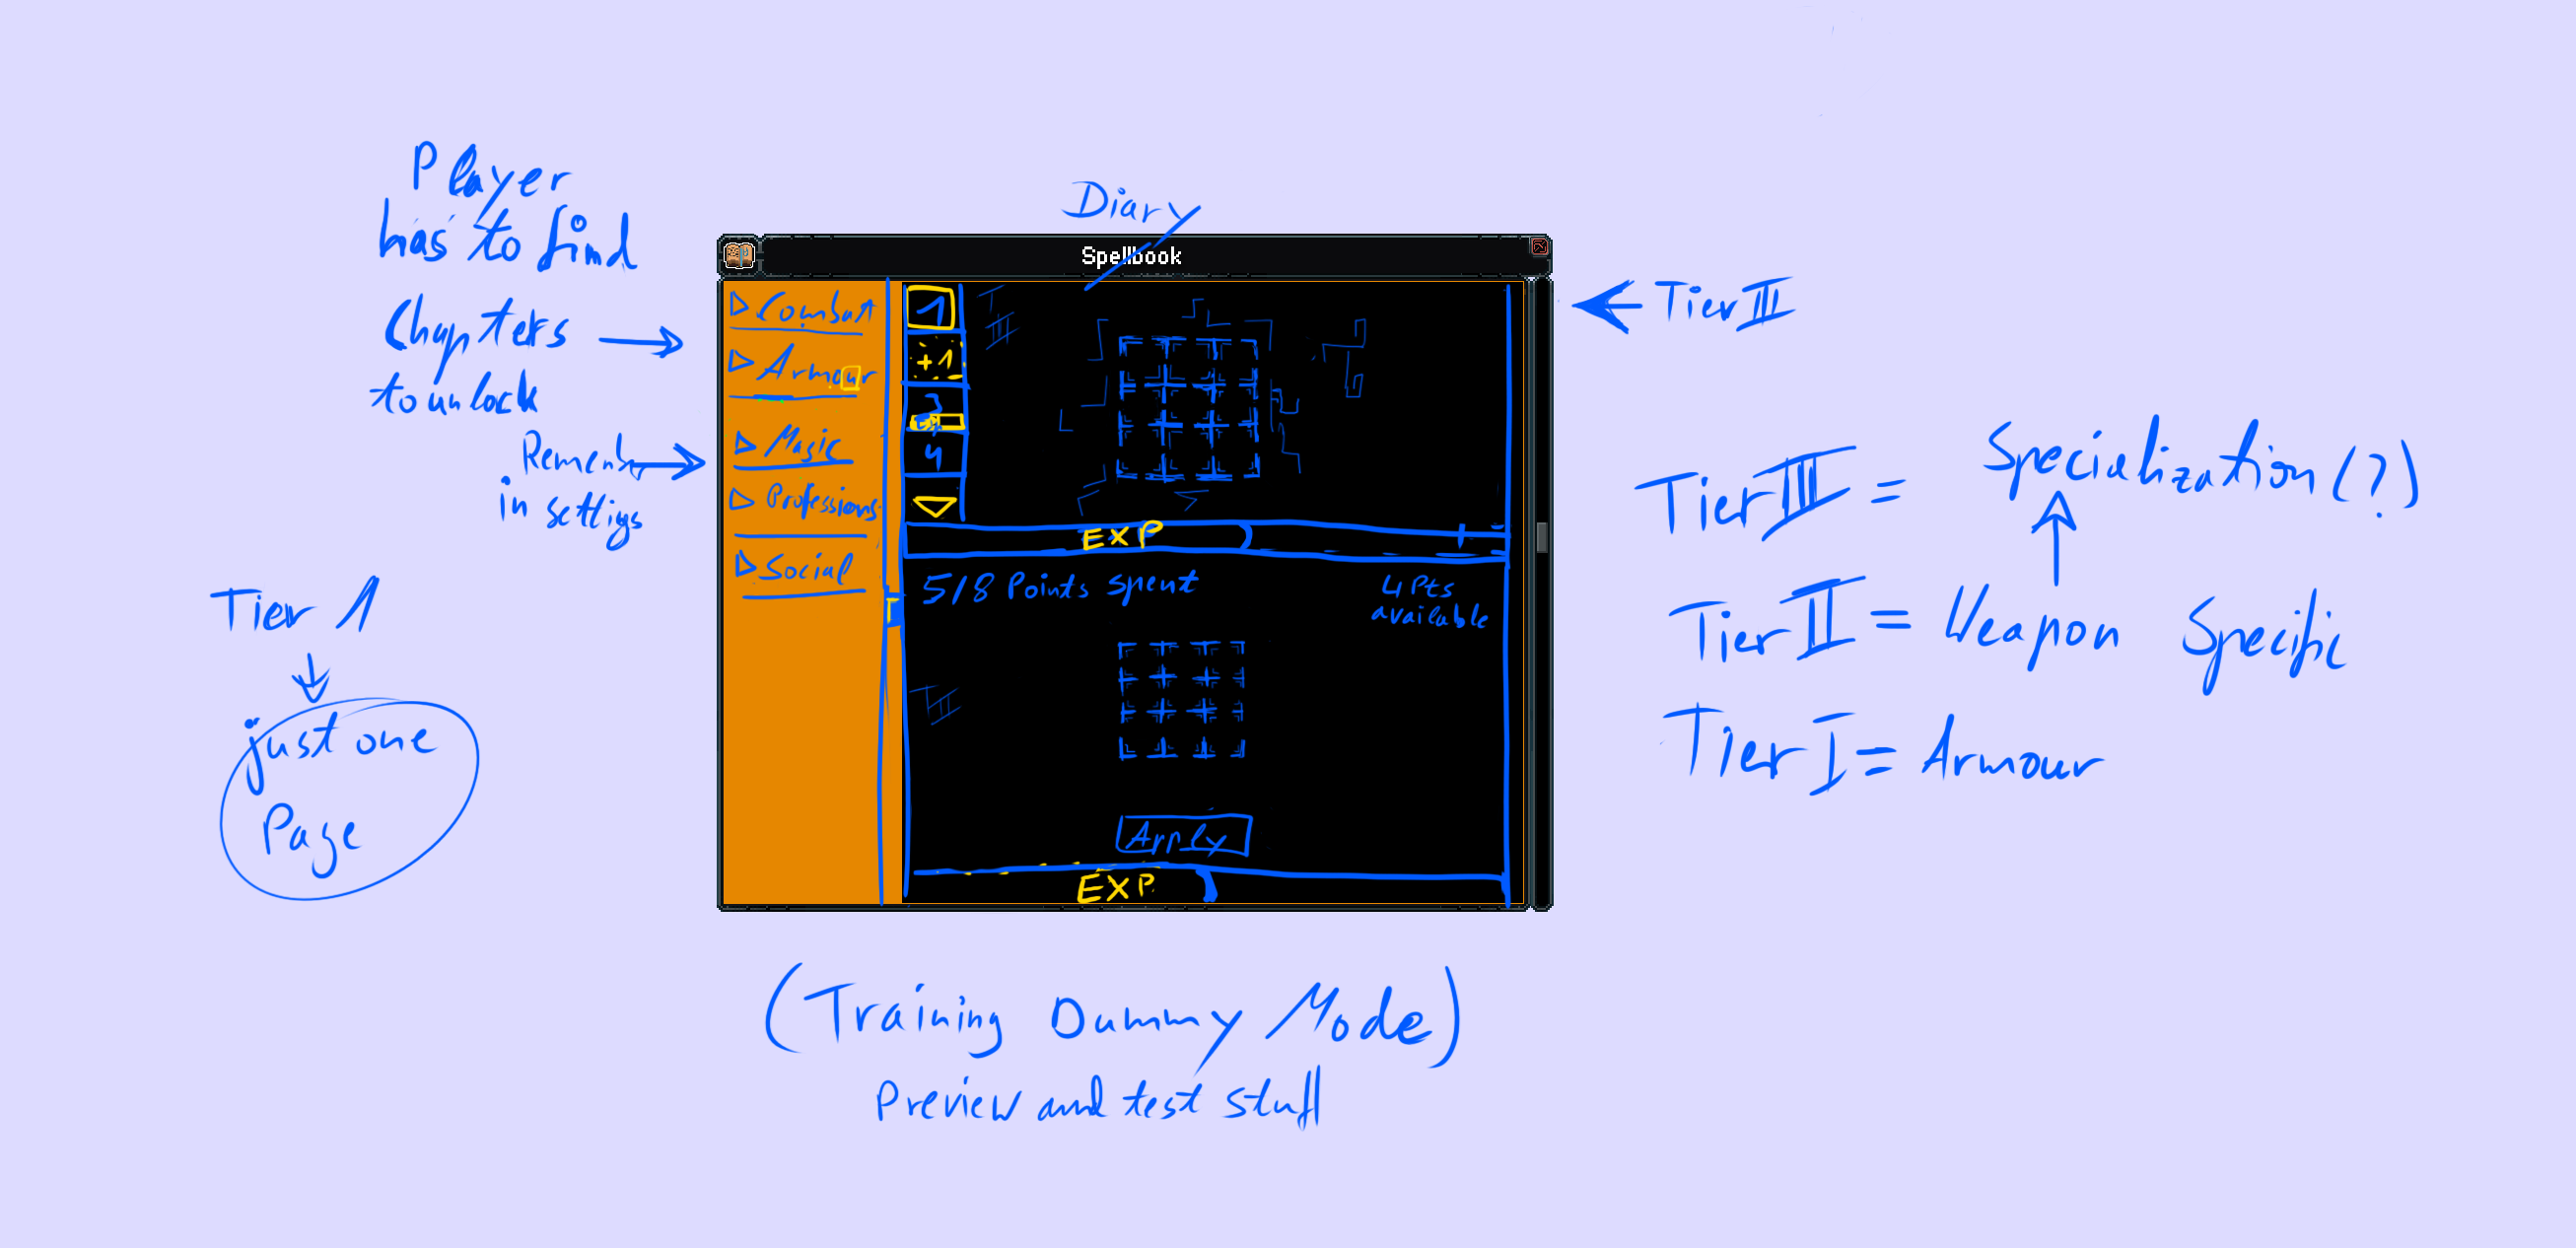 Player
has to find
Chapters
to unlock
Remember
in settigs
Tier 1
just one
Page
Diary
Spellbook
Combat
Armour
Magic
Professions
Social
1
+1
3
4
T III
EXP
5/8 Points spent
4 Pts
available
T II
Apply
EXP
Tier III
Tier III = Specialization (?)
Tier II = Weapon Specific
Tier I = Armour
(Training Dummy Mode)
Preview and test stuff